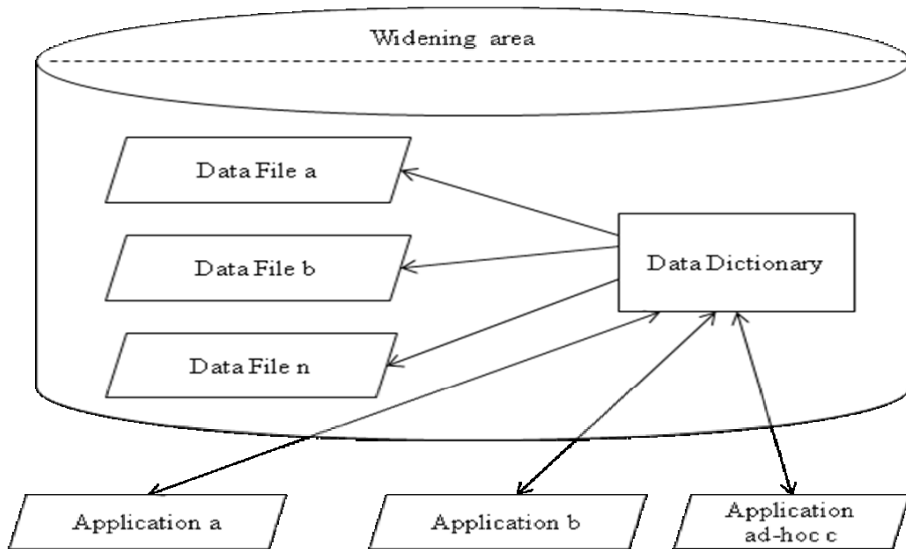 Widening area
Data File a
Data File b
Data Dictionary
Data File n
Application a
Application b
Application
ad-hoc c